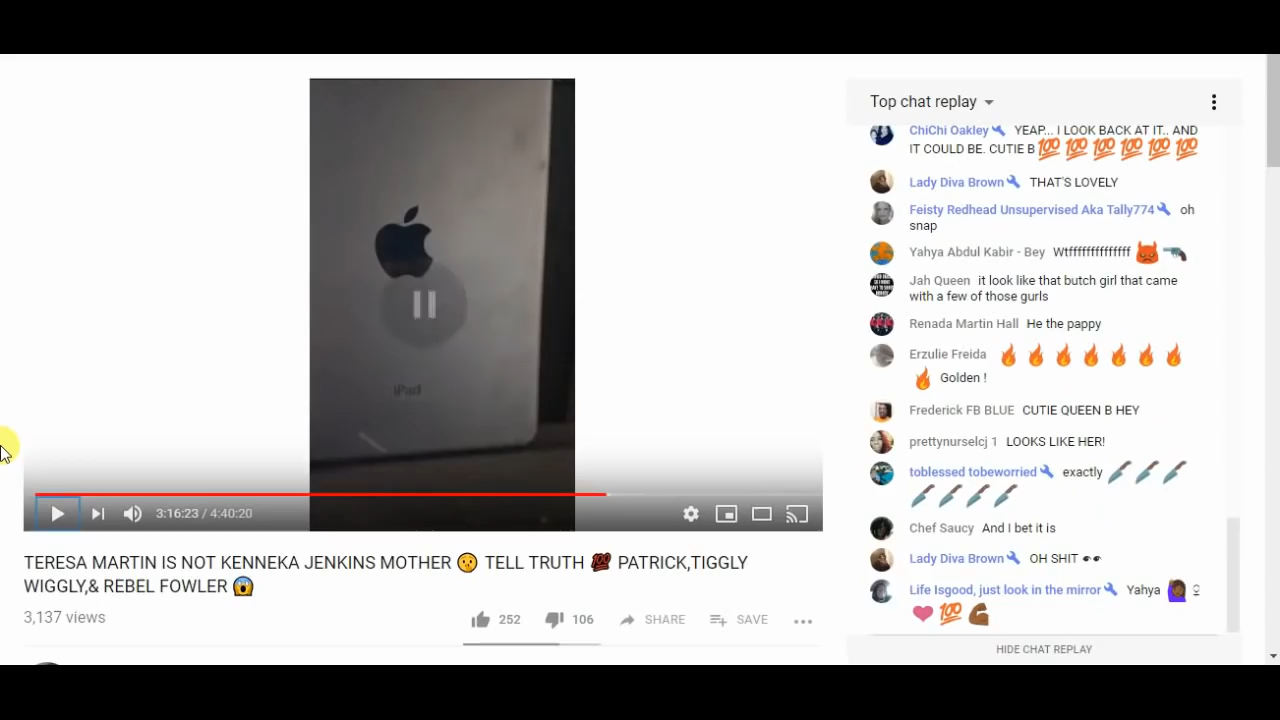 iPad
3:16:23 / 4:40:20
TERESA MARTIN IS NOT KENNEKA JENKINS MOTHER 🤫 TELL TRUTH 💯 PATRICK,TIGGLY
WIGGLY,& REBEL FOWLER 😱
3,137 views
252
106
SHARE
SAVE
Top chat replay
ChiChi Oakley YEAP... I LOOK BACK AT IT.. AND
IT COULD BE. CUTIE B 💯💯💯💯💯💯
Lady Diva Brown THAT'S LOVELY
Feisty Redhead Unsupervised Aka Tally774 oh
snap
Yahya Abdul Kabir - Bey Wtffffffffffffff 👿🔫
Jah Queen it look like that butch girl that came
with a few of those gurls
Renada Martin Hall He the pappy
Erzulie Freida 🔥🔥🔥🔥🔥🔥🔥
🔥 Golden !
Frederick FB BLUE CUTIE QUEEN B HEY
prettynurselcj 1 LOOKS LIKE HER!
toblessed tobeworried exactly 🔪🔪🔪
🔪🔪🔪🔪
Chef Saucy And I bet it is
Lady Diva Brown OH SHIT 👀
Life Isgood, just look in the mirror Yahya 🙋🏾‍♀
❤💯💪🏾
HIDE CHAT REPLAY